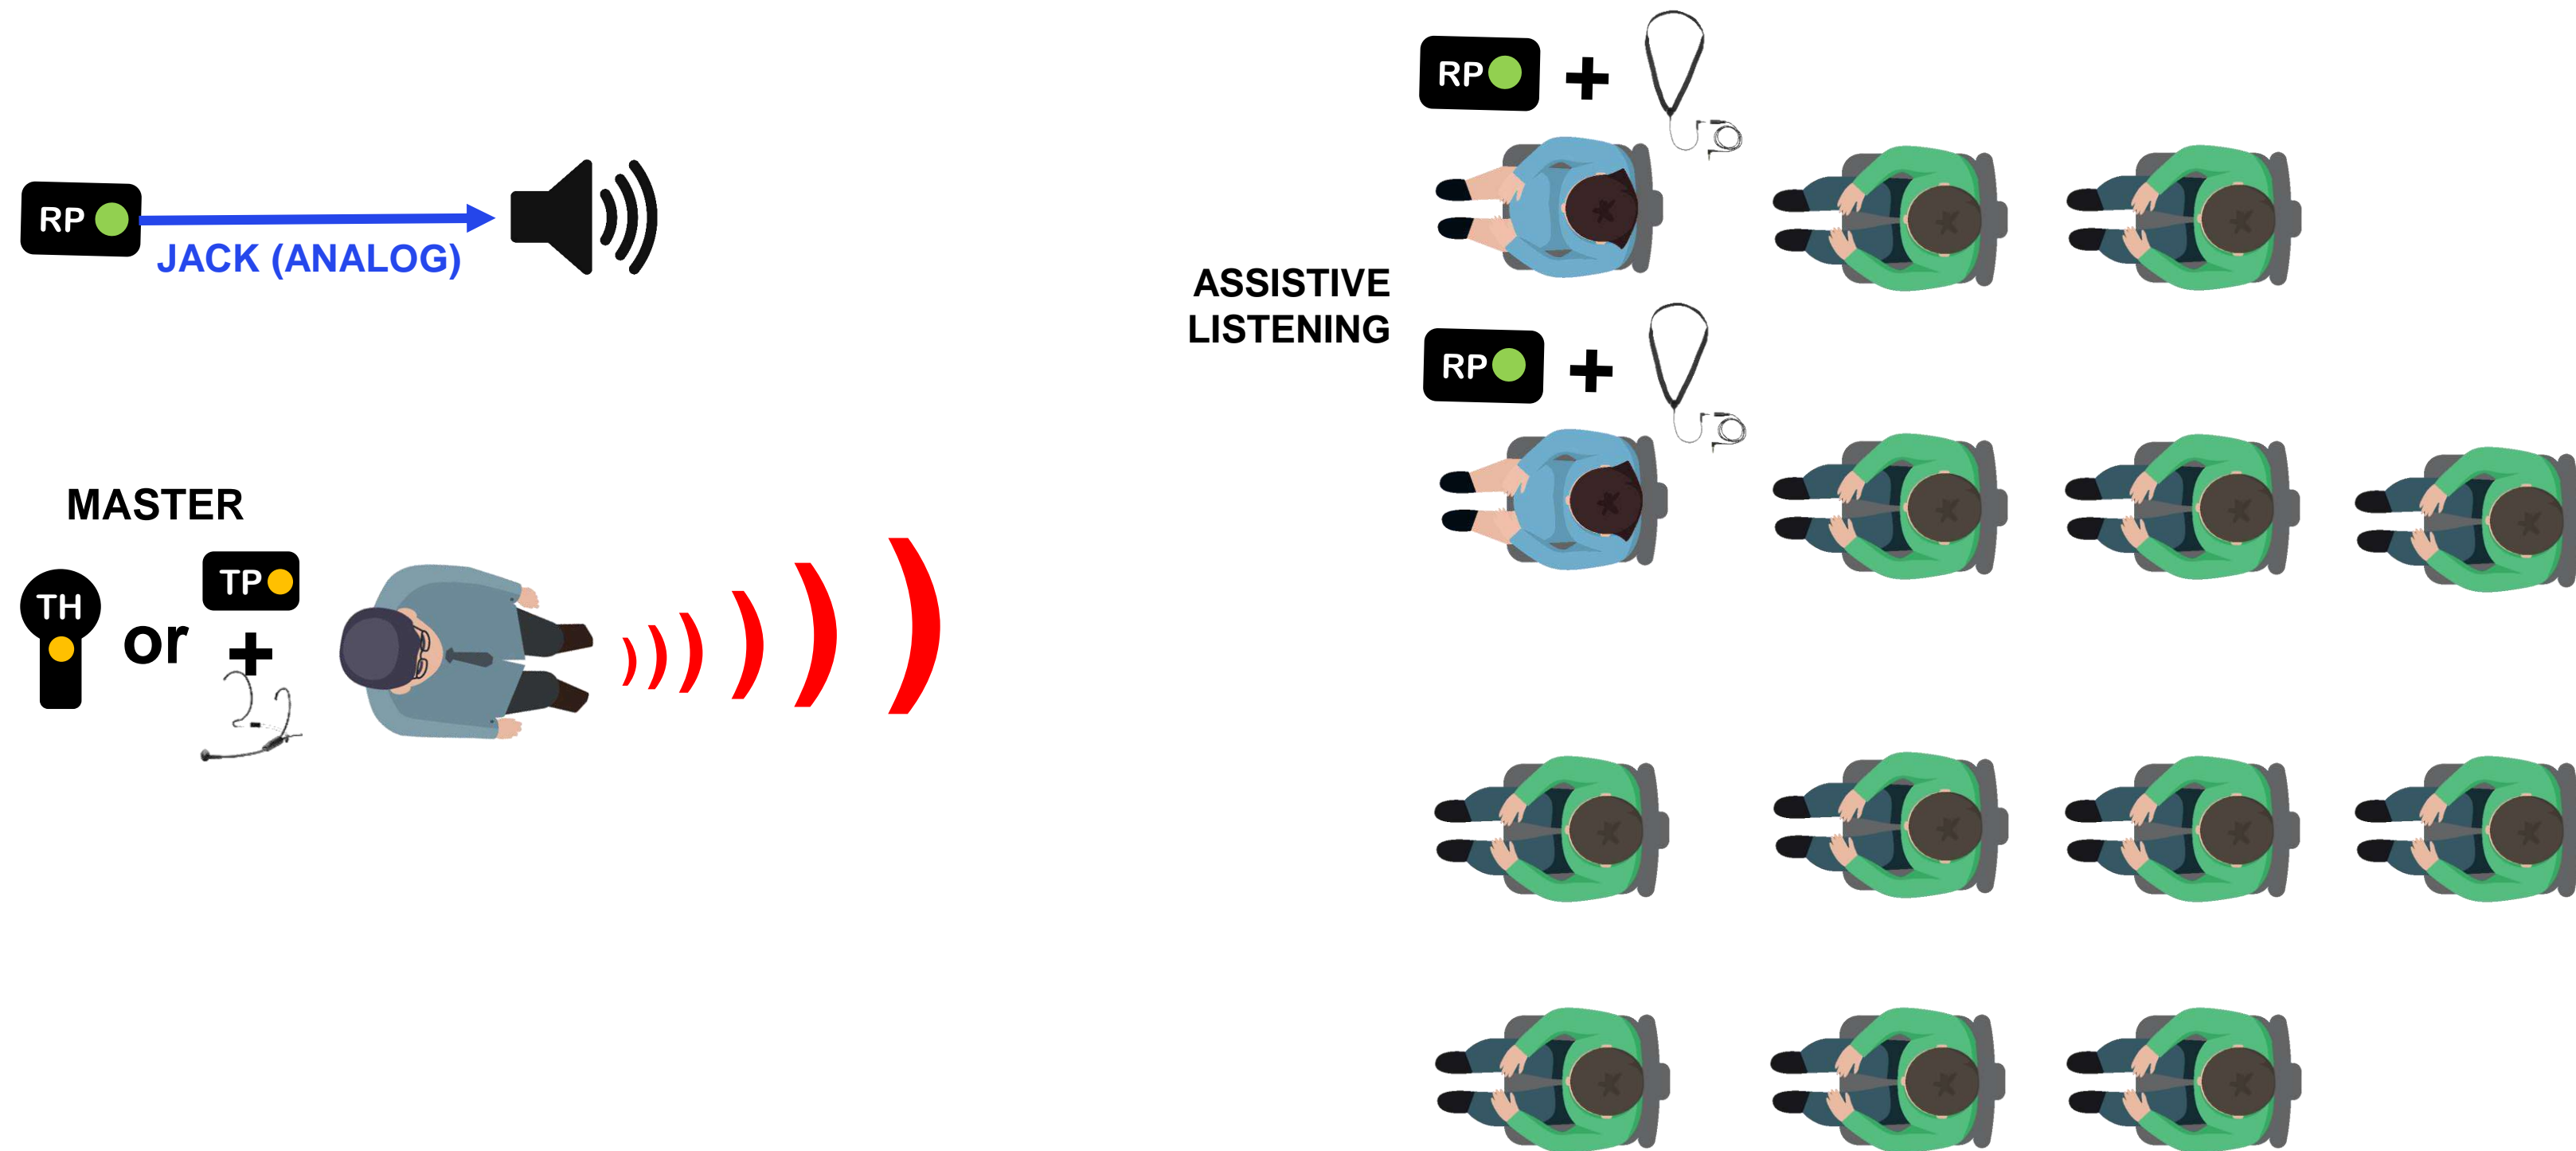 RP
+
RP
JACK (ANALOG)
ASSISTIVE
LISTENING
RP
+
MASTER
TH
or
TP
+